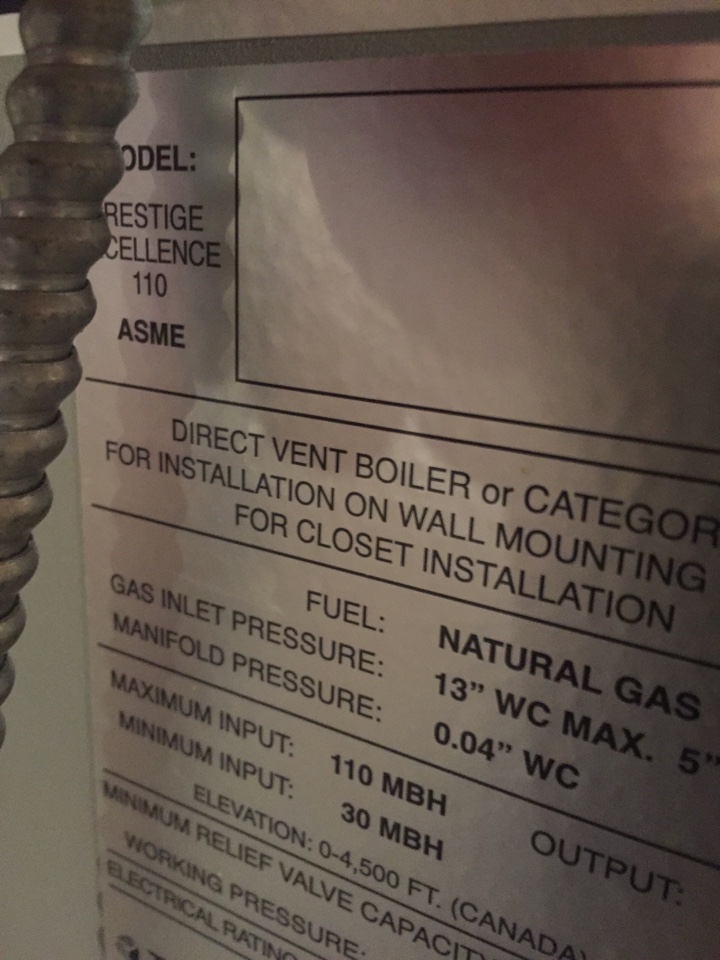 ODEL:
RESTIGE
CELLENCE
110
ASME
DIRECT VENT BOILER or CATEGOR
FOR INSTALLATION ON WALL MOUNTING
FOR CLOSET INSTALLATION
FUEL: NATURAL GAS
GAS INLET PRESSURE: 13" WC MAX. 5"
MANIFOLD PRESSURE: 0.04" WC
MAXIMUM INPUT: 110 MBH
MINIMUM INPUT: 30 MBH OUTPUT:
ELEVATION: 0-4,500 FT. (CANADA)
MINIMUM RELIEF VALVE CAPACIT
WORKING PRESSURE:
ELECTRICAL RATING